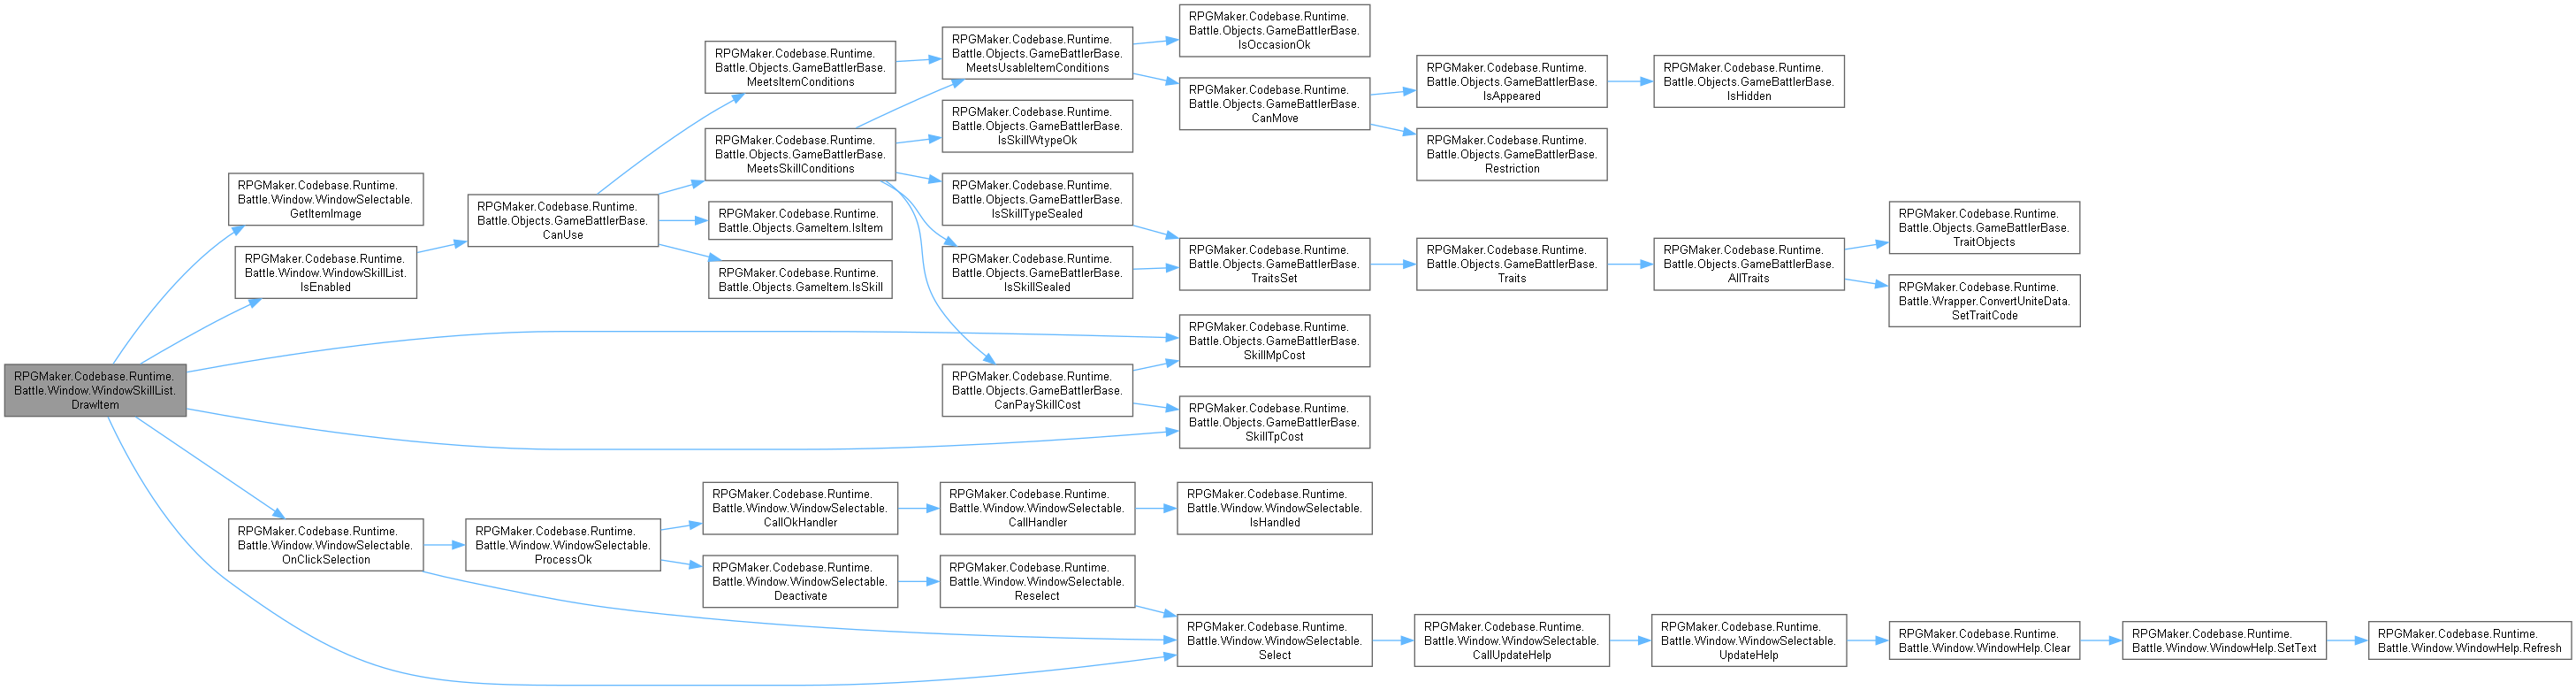 RPGMaker.Codebase.Runtime.
Battle.Window.WindowSkillList.
DrawItem
RPGMaker.Codebase.Runtime.
Battle.Window.WindowSelectable.
GetItemImage
RPGMaker.Codebase.Runtime.
Battle.Window.WindowSkillList.
IsEnabled
RPGMaker.Codebase.Runtime.
Battle.Objects.GameBattlerBase.
CanUse
RPGMaker.Codebase.Runtime.
Battle.Objects.GameBattlerBase.
MeetsItemConditions
RPGMaker.Codebase.Runtime.
Battle.Objects.GameBattlerBase.
MeetsSkillConditions
RPGMaker.Codebase.Runtime.
Battle.Objects.GameItem.IsItem
RPGMaker.Codebase.Runtime.
Battle.Objects.GameItem.IsSkill
RPGMaker.Codebase.Runtime.
Battle.Objects.GameBattlerBase.
MeetsUsableItemConditions
RPGMaker.Codebase.Runtime.
Battle.Objects.GameBattlerBase.
IsSkillWtypeOk
RPGMaker.Codebase.Runtime.
Battle.Objects.GameBattlerBase.
IsSkillTypeSealed
RPGMaker.Codebase.Runtime.
Battle.Objects.GameBattlerBase.
IsSkillSealed
RPGMaker.Codebase.Runtime.
Battle.Objects.GameBattlerBase.
CanPaySkillCost
RPGMaker.Codebase.Runtime.
Battle.Objects.GameBattlerBase.
IsOccasionOk
RPGMaker.Codebase.Runtime.
Battle.Objects.GameBattlerBase.
CanMove
RPGMaker.Codebase.Runtime.
Battle.Objects.GameBattlerBase.
IsAppeared
RPGMaker.Codebase.Runtime.
Battle.Objects.GameBattlerBase.
IsHidden
RPGMaker.Codebase.Runtime.
Battle.Objects.GameBattlerBase.
Restriction
RPGMaker.Codebase.Runtime.
Battle.Objects.GameBattlerBase.
TraitsSet
RPGMaker.Codebase.Runtime.
Battle.Objects.GameBattlerBase.
Traits
RPGMaker.Codebase.Runtime.
Battle.Objects.GameBattlerBase.
AllTraits
RPGMaker.Codebase.Runtime.
Battle.Objects.GameBattlerBase.
TraitObjects
RPGMaker.Codebase.Runtime.
Battle.Wrapper.ConvertUniteData.
SetTraitCode
RPGMaker.Codebase.Runtime.
Battle.Objects.GameBattlerBase.
SkillMpCost
RPGMaker.Codebase.Runtime.
Battle.Objects.GameBattlerBase.
SkillTpCost
RPGMaker.Codebase.Runtime.
Battle.Window.WindowSelectable.
OnClickSelection
RPGMaker.Codebase.Runtime.
Battle.Window.WindowSelectable.
ProcessOk
RPGMaker.Codebase.Runtime.
Battle.Window.WindowSelectable.
CallOkHandler
RPGMaker.Codebase.Runtime.
Battle.Window.WindowSelectable.
CallHandler
RPGMaker.Codebase.Runtime.
Battle.Window.WindowSelectable.
IsHandled
RPGMaker.Codebase.Runtime.
Battle.Window.WindowSelectable.
Deactivate
RPGMaker.Codebase.Runtime.
Battle.Window.WindowSelectable.
Reselect
RPGMaker.Codebase.Runtime.
Battle.Window.WindowSelectable.
Select
RPGMaker.Codebase.Runtime.
Battle.Window.WindowSelectable.
CallUpdateHelp
RPGMaker.Codebase.Runtime.
Battle.Window.WindowSelectable.
UpdateHelp
RPGMaker.Codebase.Runtime.
Battle.Window.WindowHelp.Clear
RPGMaker.Codebase.Runtime.
Battle.Window.WindowHelp.SetText
RPGMaker.Codebase.Runtime.
Battle.Window.WindowHelp.Refresh